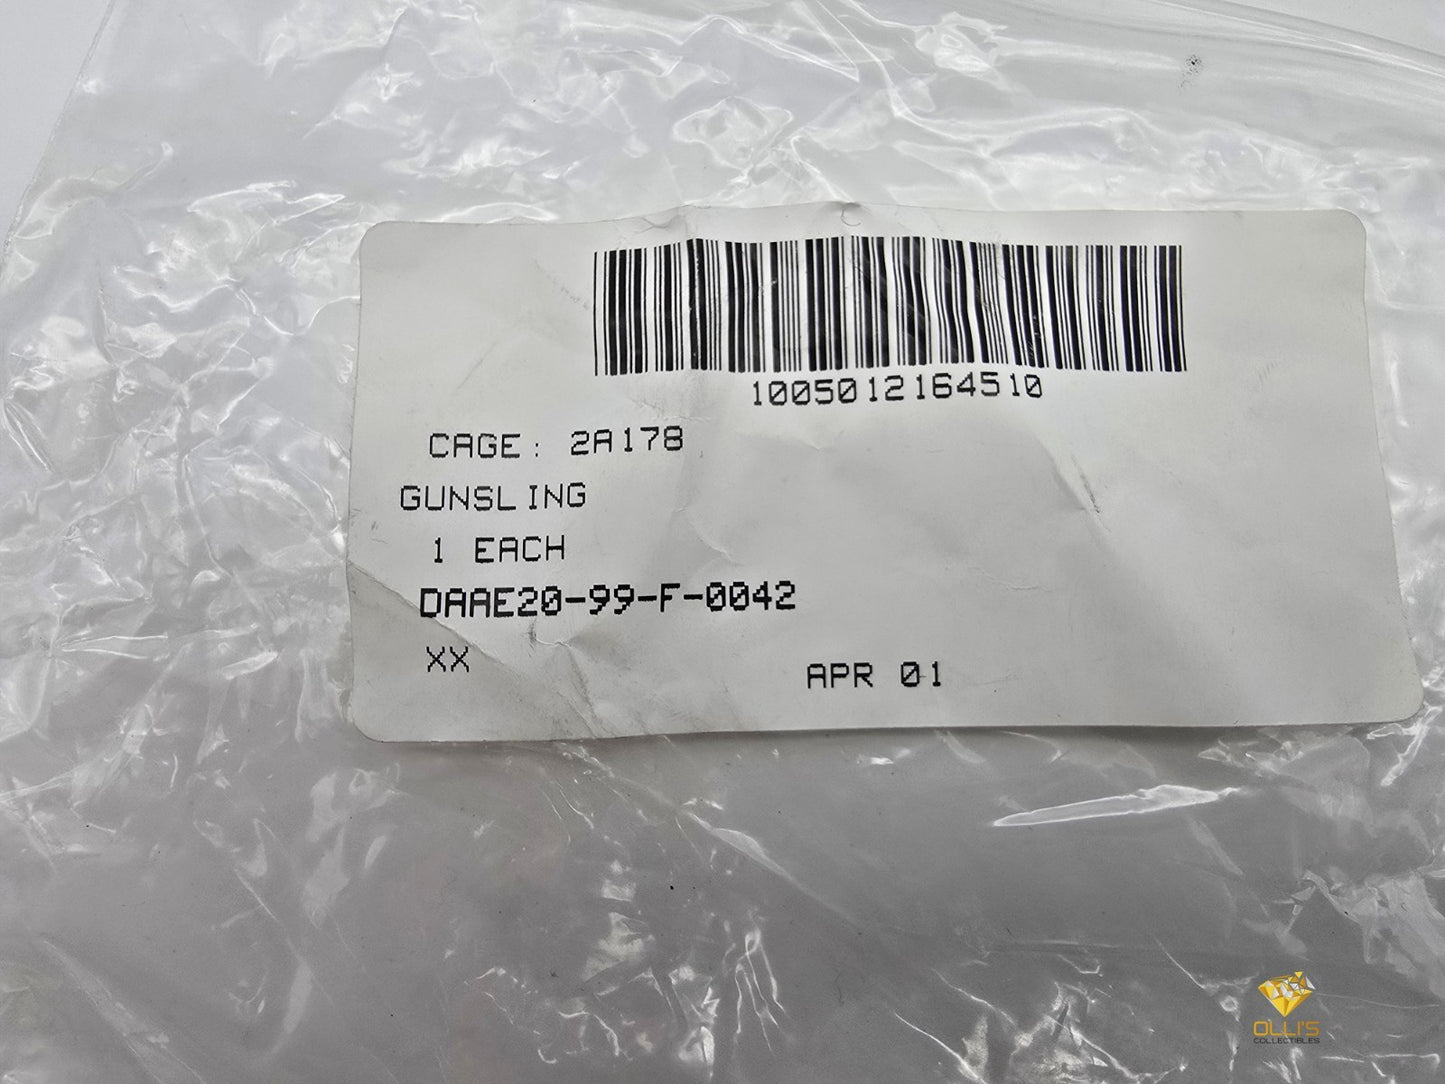 1005012164510
CAGE: 2A178
GUNSLING
1 EACH
DAAE20-99-F-0042
XX
APR 01
OLLI'S
COLLECTIBLES